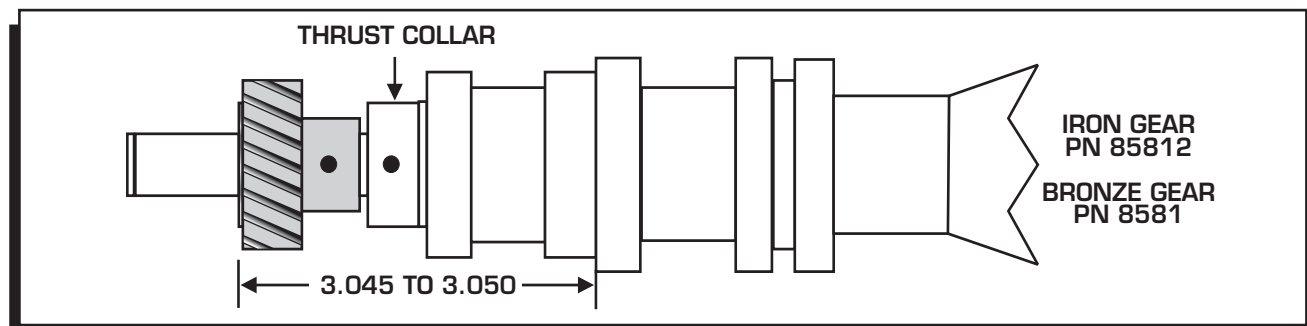 THRUST COLLAR
IRON GEAR
PN 85812
BRONZE GEAR
PN 8581
3.045 TO 3.050